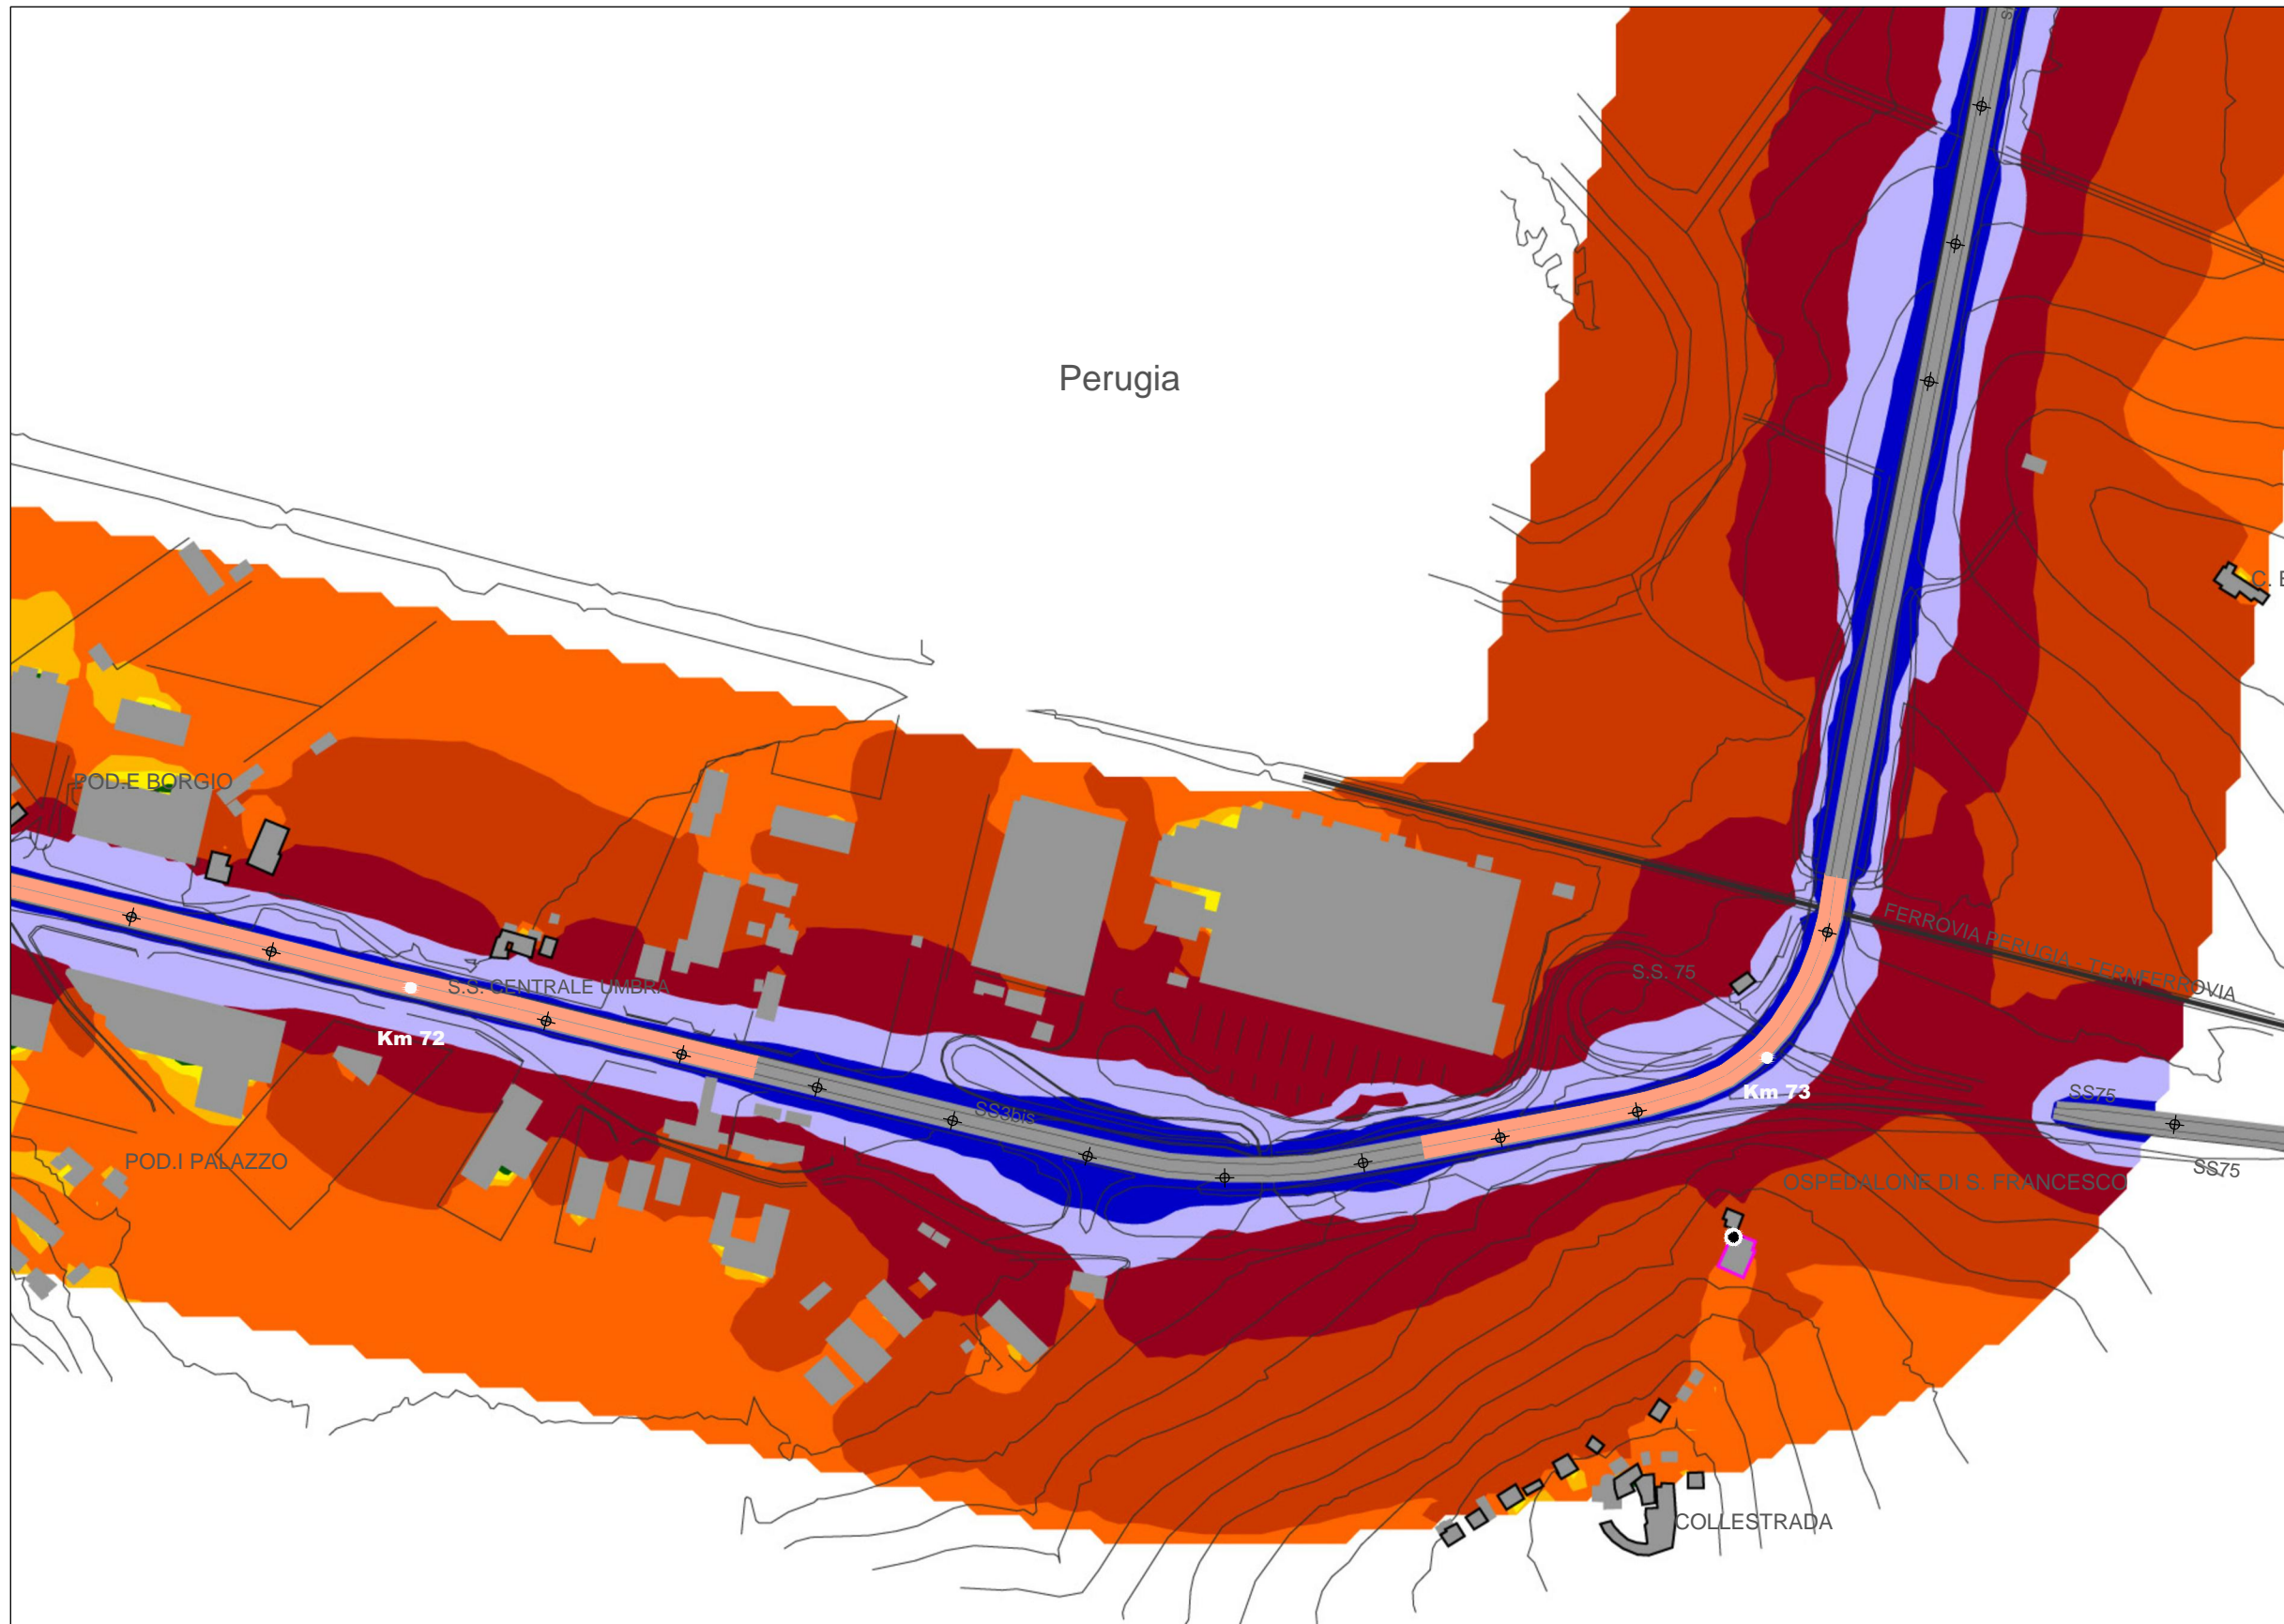 Perugia
C. E
POD.E BORGIO
FERROVIA PERUGIA - TERNI
FERROVIA
S.S. 75
S.S. CENTRALE UMBRA
Km 72
Km 73
SS75
SS3bis
POD.I PALAZZO
SS75
OSPEDALONE DI S. FRANCESCO
COLLESTRADA